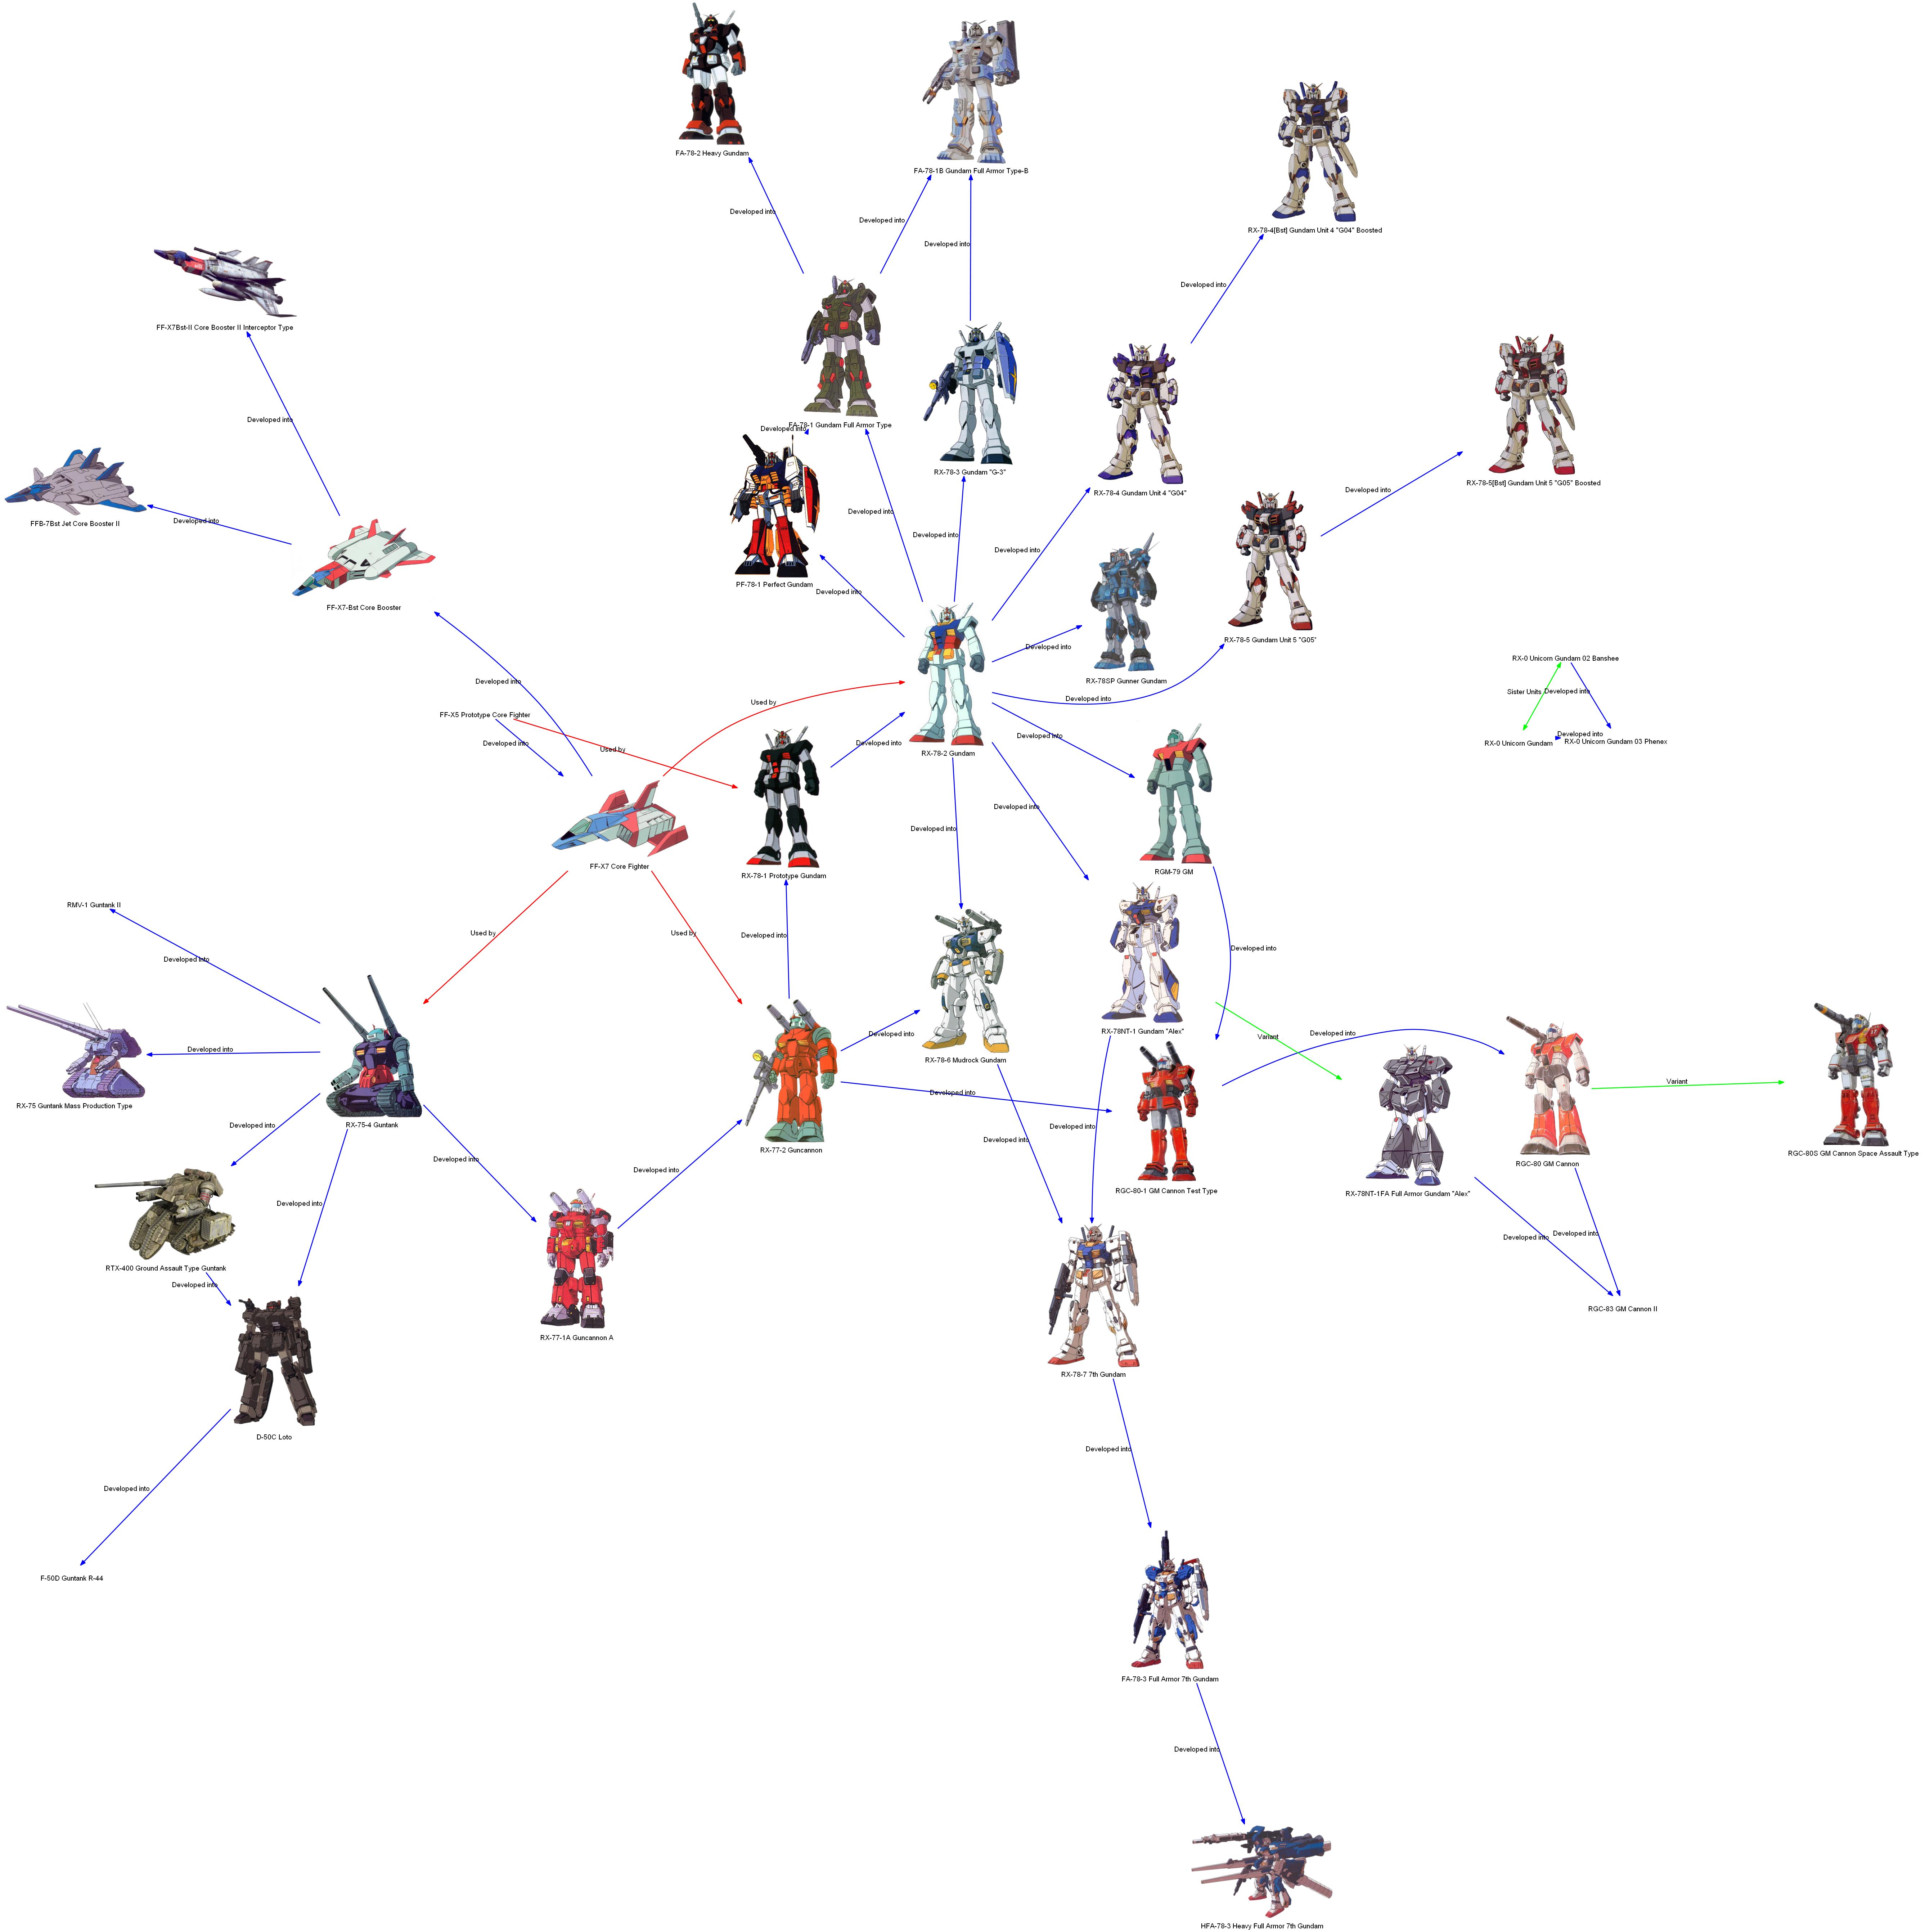 FA-78-2 Heavy Gundam
FA-78-1B Gundam Full Armor Type-B
Developed into
Developed into
Developed into
RX-78-4[Bst] Gundam Unit 4 "G04" Boosted
Developed into
FF-X7Bst-II Core Booster II Interceptor Type
Developed into
FA-78-1 Gundam Full Armor Type
Developed into
RX-78-3 Gundam "G-3"
RX-78-4 Gundam Unit 4 "G04"
RX-78-5[Bst] Gundam Unit 5 "G05" Boosted
Developed into
FFB-7Bst Jet Core Booster II
Developed into
Developed into
Developed into
Developed into
PF-78-1 Perfect Gundam
Developed into
FF-X7-Bst Core Booster
RX-78-5 Gundam Unit 5 "G05"
Developed into
RX-78SP Gunner Gundam
Developed into
RX-0 Unicorn Gundam 02 Banshee
Sister Units
Developed into
Developed into
RX-0 Unicorn Gundam
RX-0 Unicorn Gundam 03 Phenex
Developed into
Used by
FF-X5 Prototype Core Fighter
Developed into
Used by
Developed into
RX-78-2 Gundam
Developed into
Developed into
Developed into
FF-X7 Core Fighter
RX-78-1 Prototype Gundam
RGM-79 GM
RMV-1 Guntank II
Used by
Used by
Developed into
Developed into
Developed into
RX-78NT-1 Gundam "Alex"
Variant
Developed into
Developed into
Developed into
RX-78-6 Mudrock Gundam
RX-75 Guntank Mass Production Type
RX-75-4 Guntank
Developed into
Variant
Developed into
Developed into
Developed into
Developed into
RX-77-2 Guncannon
RGC-80S GM Cannon Space Assault Type
RGC-80 GM Cannon
Developed into
Developed into
RGC-80-1 GM Cannon Test Type
RX-78NT-1FA Full Armor Gundam "Alex"
Developed into
Developed into
Developed into
RTX-400 Ground Assault Type Guntank
Developed into
RX-77-1A Guncannon A
RGC-83 GM Cannon II
RX-78-7 7th Gundam
D-50C Loto
Developed into
Developed into
F-50D Guntank R-44
FA-78-3 Full Armor 7th Gundam
Developed into
HFA-78-3 Heavy Full Armor 7th Gundam